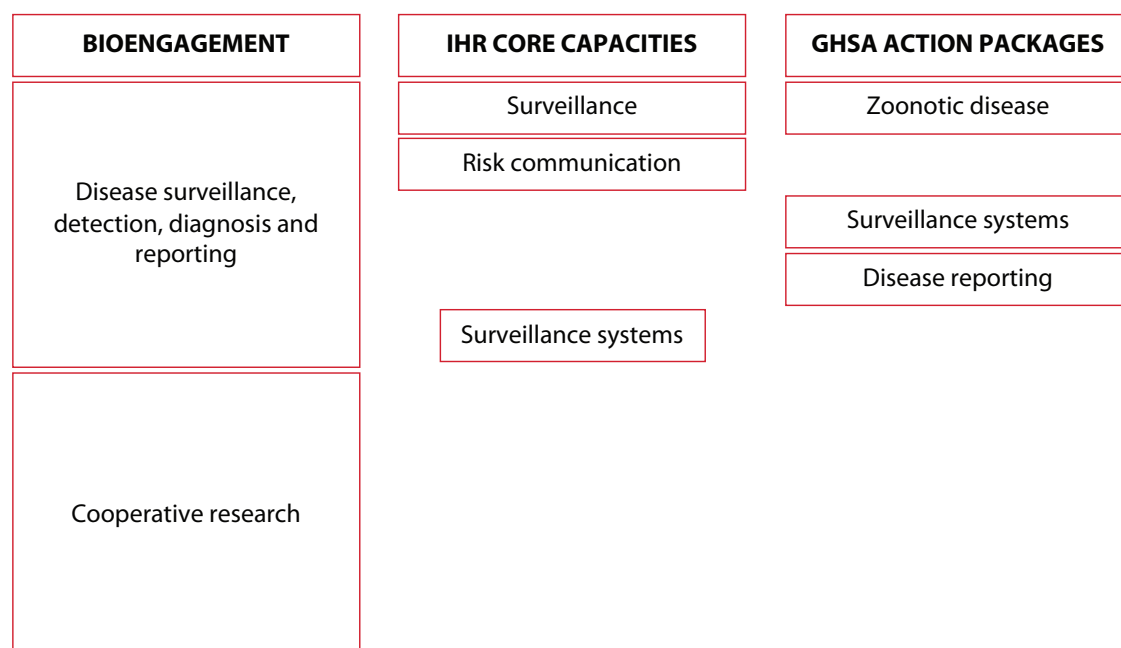 BIOENGAGEMENT
IHR CORE CAPACITIES
GHSA ACTION PACKAGES
Disease surveillance,
detection, diagnosis and
reporting
Surveillance
Risk communication
Surveillance systems
Zoonotic disease
Surveillance systems
Disease reporting
Cooperative research